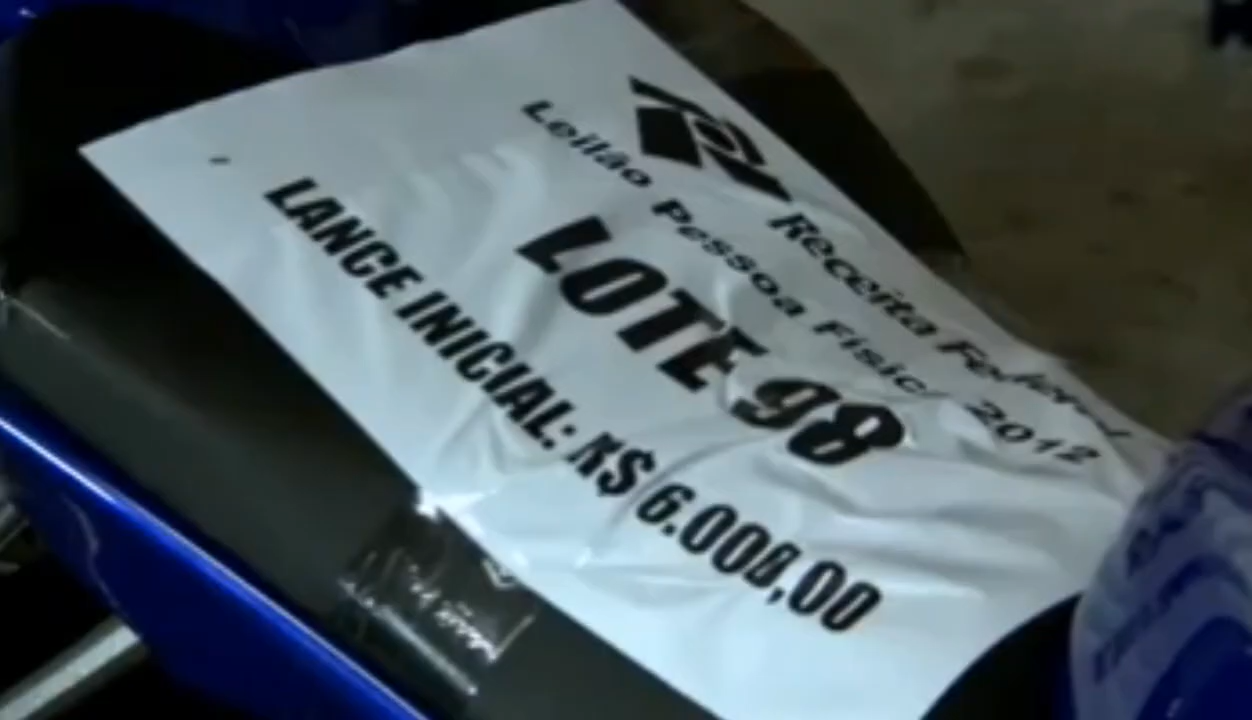 Receita Federal
Leilão Pessoa Física 2012
LOTE 98
LANCE INICIAL: R$ 6.000,00